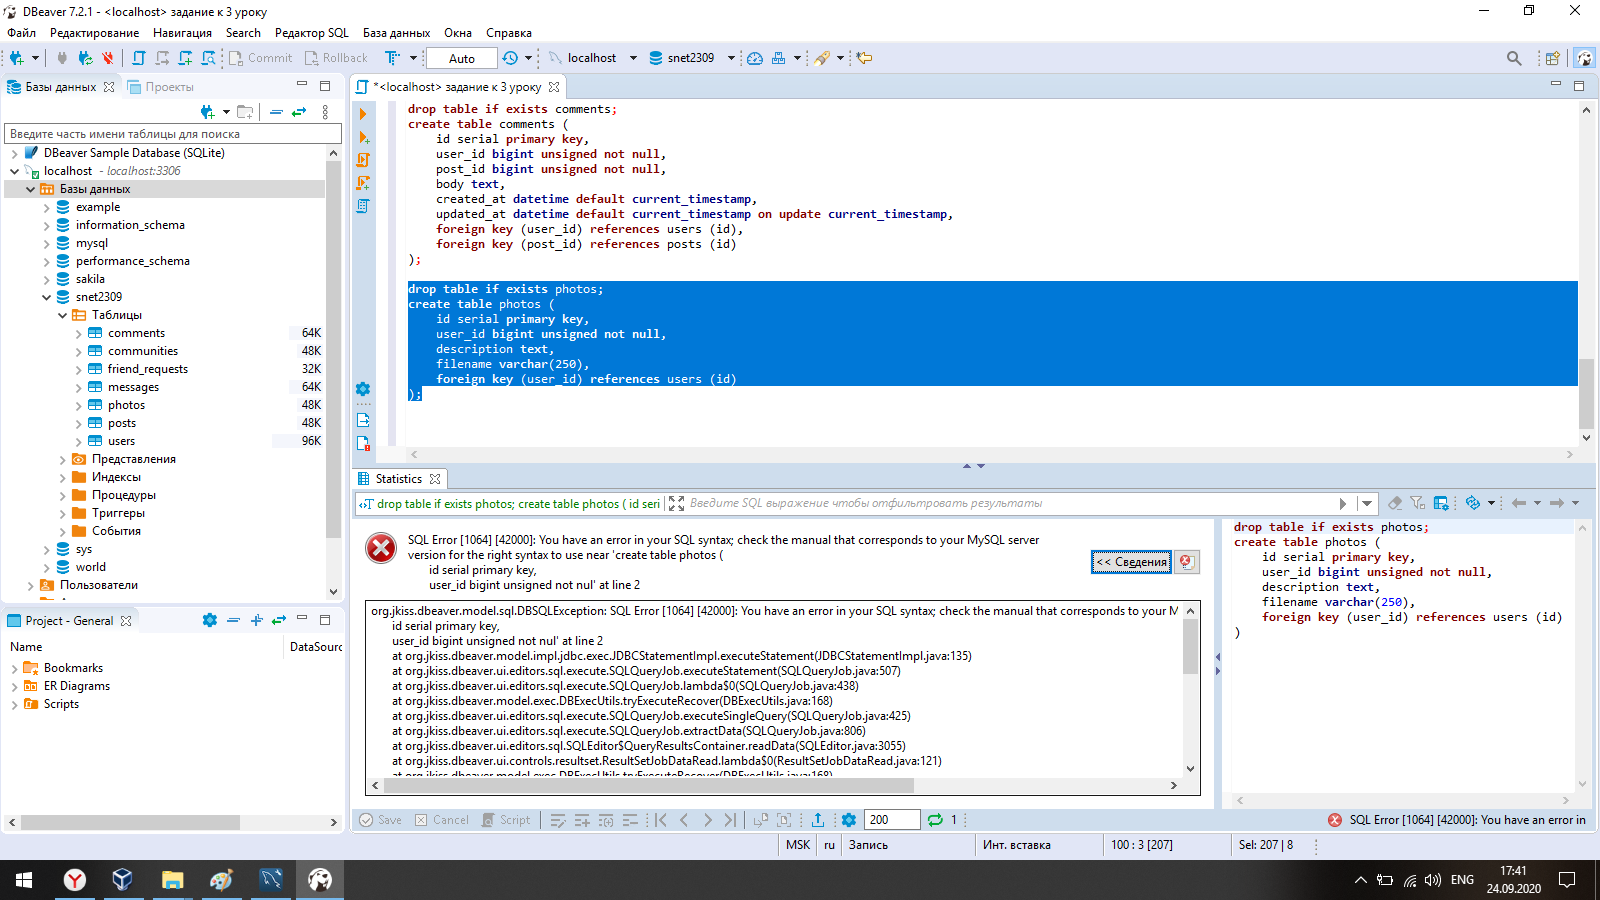 DBeaver 7.2.1 - <localhost> задание к 3 уроку
Файл Редактирование Навигация Search Редактор SQL База данных Окна Справка
Commit Rollback Auto localhost snet2309
Базы данных Проекты
Введите часть имени таблицы для поиска
DBeaver Sample Database (SQLite)
localhost - localhost:3306
Базы данных
example
information_schema
mysql
performance_schema
sakila
snet2309
Таблицы
comments 64K
communities 48K
friend_requests 32K
messages 64K
photos 48K
posts 48K
users 96K
Представления
Индексы
Процедуры
Триггеры
События
sys
world
Пользователи
Project - General
Name DataSourc
Bookmarks
ER Diagrams
Scripts
*<localhost> задание к 3 уроку
drop table if exists comments;
create table comments (
id serial primary key,
user_id bigint unsigned not null,
post_id bigint unsigned not null,
body text,
created_at datetime default current_timestamp,
updated_at datetime default current_timestamp on update current_timestamp,
foreign key (user_id) references users (id),
foreign key (post_id) references posts (id)
);
drop table if exists photos;
create table photos (
id serial primary key,
user_id bigint unsigned not null,
description text,
filename varchar(250),
foreign key (user_id) references users (id)
);
Statistics
drop table if exists photos; create table photos ( id seri Введите SQL выражение чтобы отфильтровать результаты
SQL Error [1064] [42000]: You have an error in your SQL syntax; check the manual that corresponds to your MySQL server
version for the right syntax to use near 'create table photos (
id serial primary key,
user_id bigint unsigned not nul' at line 2
<< Сведения
org.jkiss.dbeaver.model.sql.DBSQLException: SQL Error [1064] [42000]: You have an error in your SQL syntax; check the manual that corresponds to your M
id serial primary key,
user_id bigint unsigned not nul' at line 2
at org.jkiss.dbeaver.model.impl.jdbc.exec.JDBCStatementImpl.executeStatement(JDBCStatementImpl.java:135)
at org.jkiss.dbeaver.ui.editors.sql.execute.SQLQueryJob.executeStatement(SQLQueryJob.java:507)
at org.jkiss.dbeaver.ui.editors.sql.execute.SQLQueryJob.lambda$0(SQLQueryJob.java:438)
at org.jkiss.dbeaver.model.exec.DBExecUtils.tryExecuteRecover(DBExecUtils.java:168)
at org.jkiss.dbeaver.ui.editors.sql.execute.SQLQueryJob.executeSingleQuery(SQLQueryJob.java:425)
at org.jkiss.dbeaver.ui.editors.sql.execute.SQLQueryJob.extractData(SQLQueryJob.java:806)
at org.jkiss.dbeaver.ui.editors.sql.SQLEditor$QueryResultsContainer.readData(SQLEditor.java:3055)
at org.jkiss.dbeaver.ui.controls.resultset.ResultSetJobDataRead.lambda$0(ResultSetJobDataRead.java:121)
at org.jkiss.dbeaver.model.exec.DBExecUtils.tryExecuteRecover(DBExecUtils.java:168)
drop table if exists photos;
create table photos (
id serial primary key,
user_id bigint unsigned not null,
description text,
filename varchar(250),
foreign key (user_id) references users (id)
)
Save Cancel Script 200 1
SQL Error [1064] [42000]: You have an error in
MSK ru Запись Инт. вставка 100 : 3 [207] Sel: 207 | 8
ENG
17:41
24.09.2020